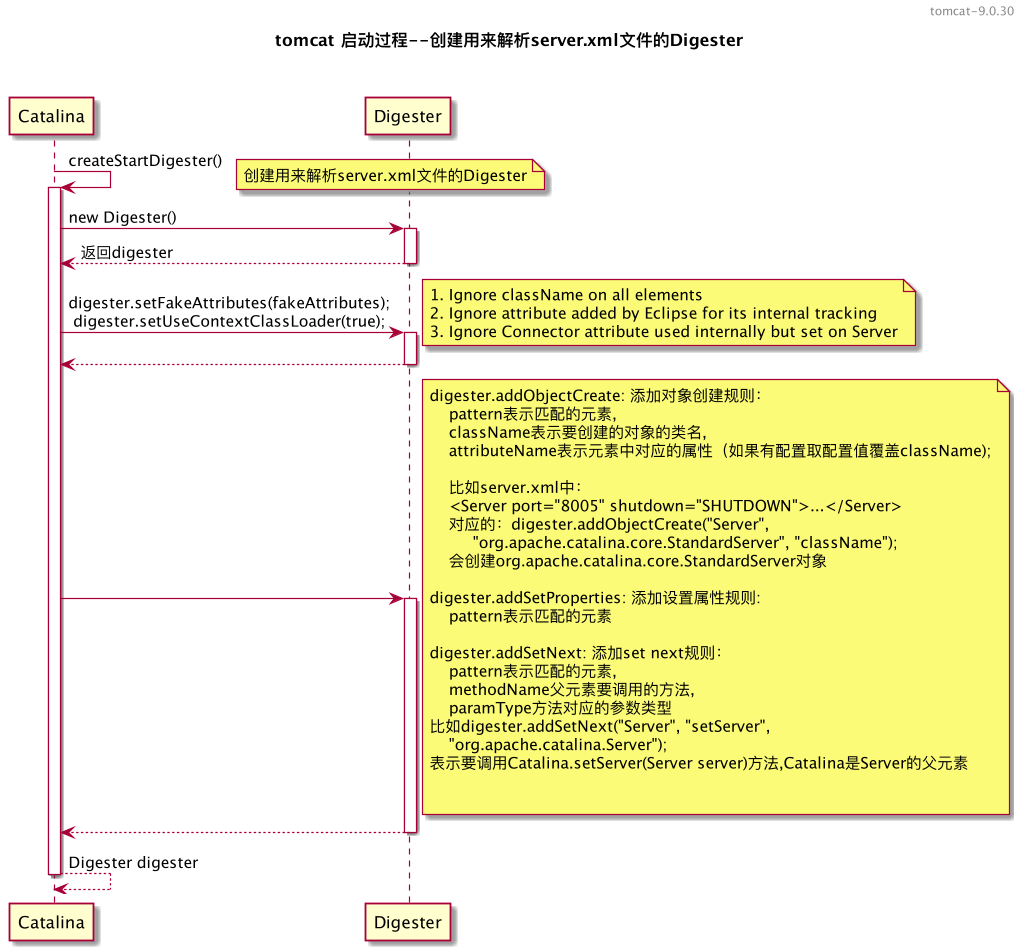 tomcat-9.0.30
tomcat 启动过程--创建用来解析server.xml文件的Digester
Catalina
Digester
createStartDigester()
创建用来解析server.xml文件的Digester
new Digester()
返回digester
digester.setFakeAttributes(fakeAttributes);
digester.setUseContextClassLoader(true);
1. Ignore className on all elements
2. Ignore attribute added by Eclipse for its internal tracking
3. Ignore Connector attribute used internally but set on Server
digester.addObjectCreate: 添加对象创建规则：
pattern表示匹配的元素，
className表示要创建的对象的类名，
attributeName表示元素中对应的属性（如果有配置取配置值覆盖className);
比如server.xml中：
<Server port="8005" shutdown="SHUTDOWN">...</Server>
对应的：digester.addObjectCreate("Server",
"org.apache.catalina.core.StandardServer", "className");
会创建org.apache.catalina.core.StandardServer对象
digester.addSetProperties: 添加设置属性规则:
pattern表示匹配的元素
digester.addSetNext: 添加set next规则：
pattern表示匹配的元素，
methodName父元素要调用的方法，
paramType方法对应的参数类型
比如digester.addSetNext("Server", "setServer",
"org.apache.catalina.Server");
表示要调用Catalina.setServer(Server server)方法,Catalina是Server的父元素
Digester digester
Catalina
Digester